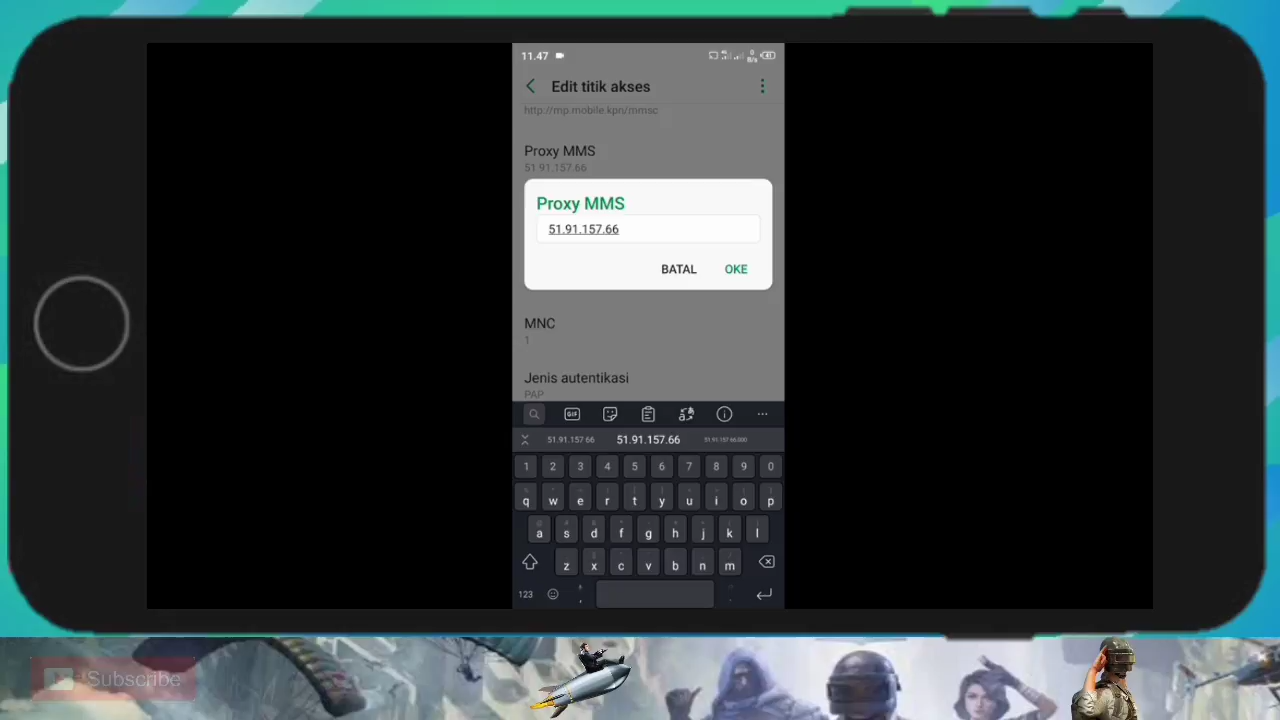 11.47
Edit titik akses
http://mp.mobile.kpn/mmsc
Proxy MMS
51 91.157.66
Proxy MMS
51.91.157.66
BATAL OKE
MNC
1
Jenis autentikasi
PAP
GIF
51.91.157 66 51.91.157.66
1 2 3 4 5 6 7 8 9 0
q w e r t y u i o p
a s d f g h j k l
z x c v b n m
123 ,
Subscribe